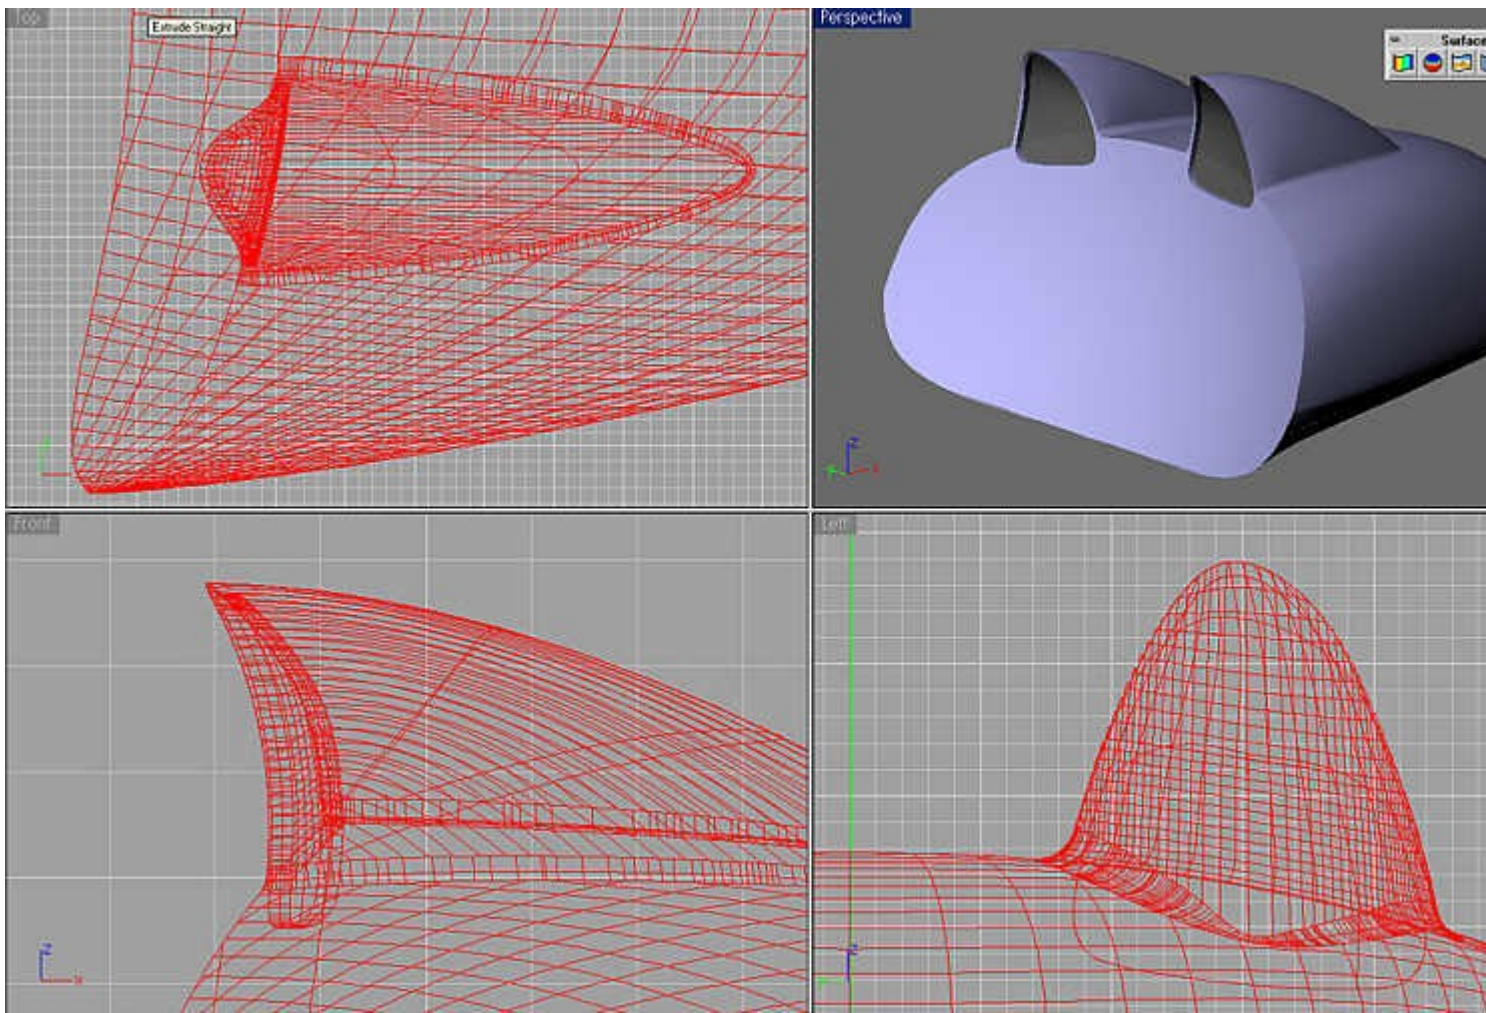 Top
Extrude Straight
Perspective
Surface
Front
Left
z
x
z